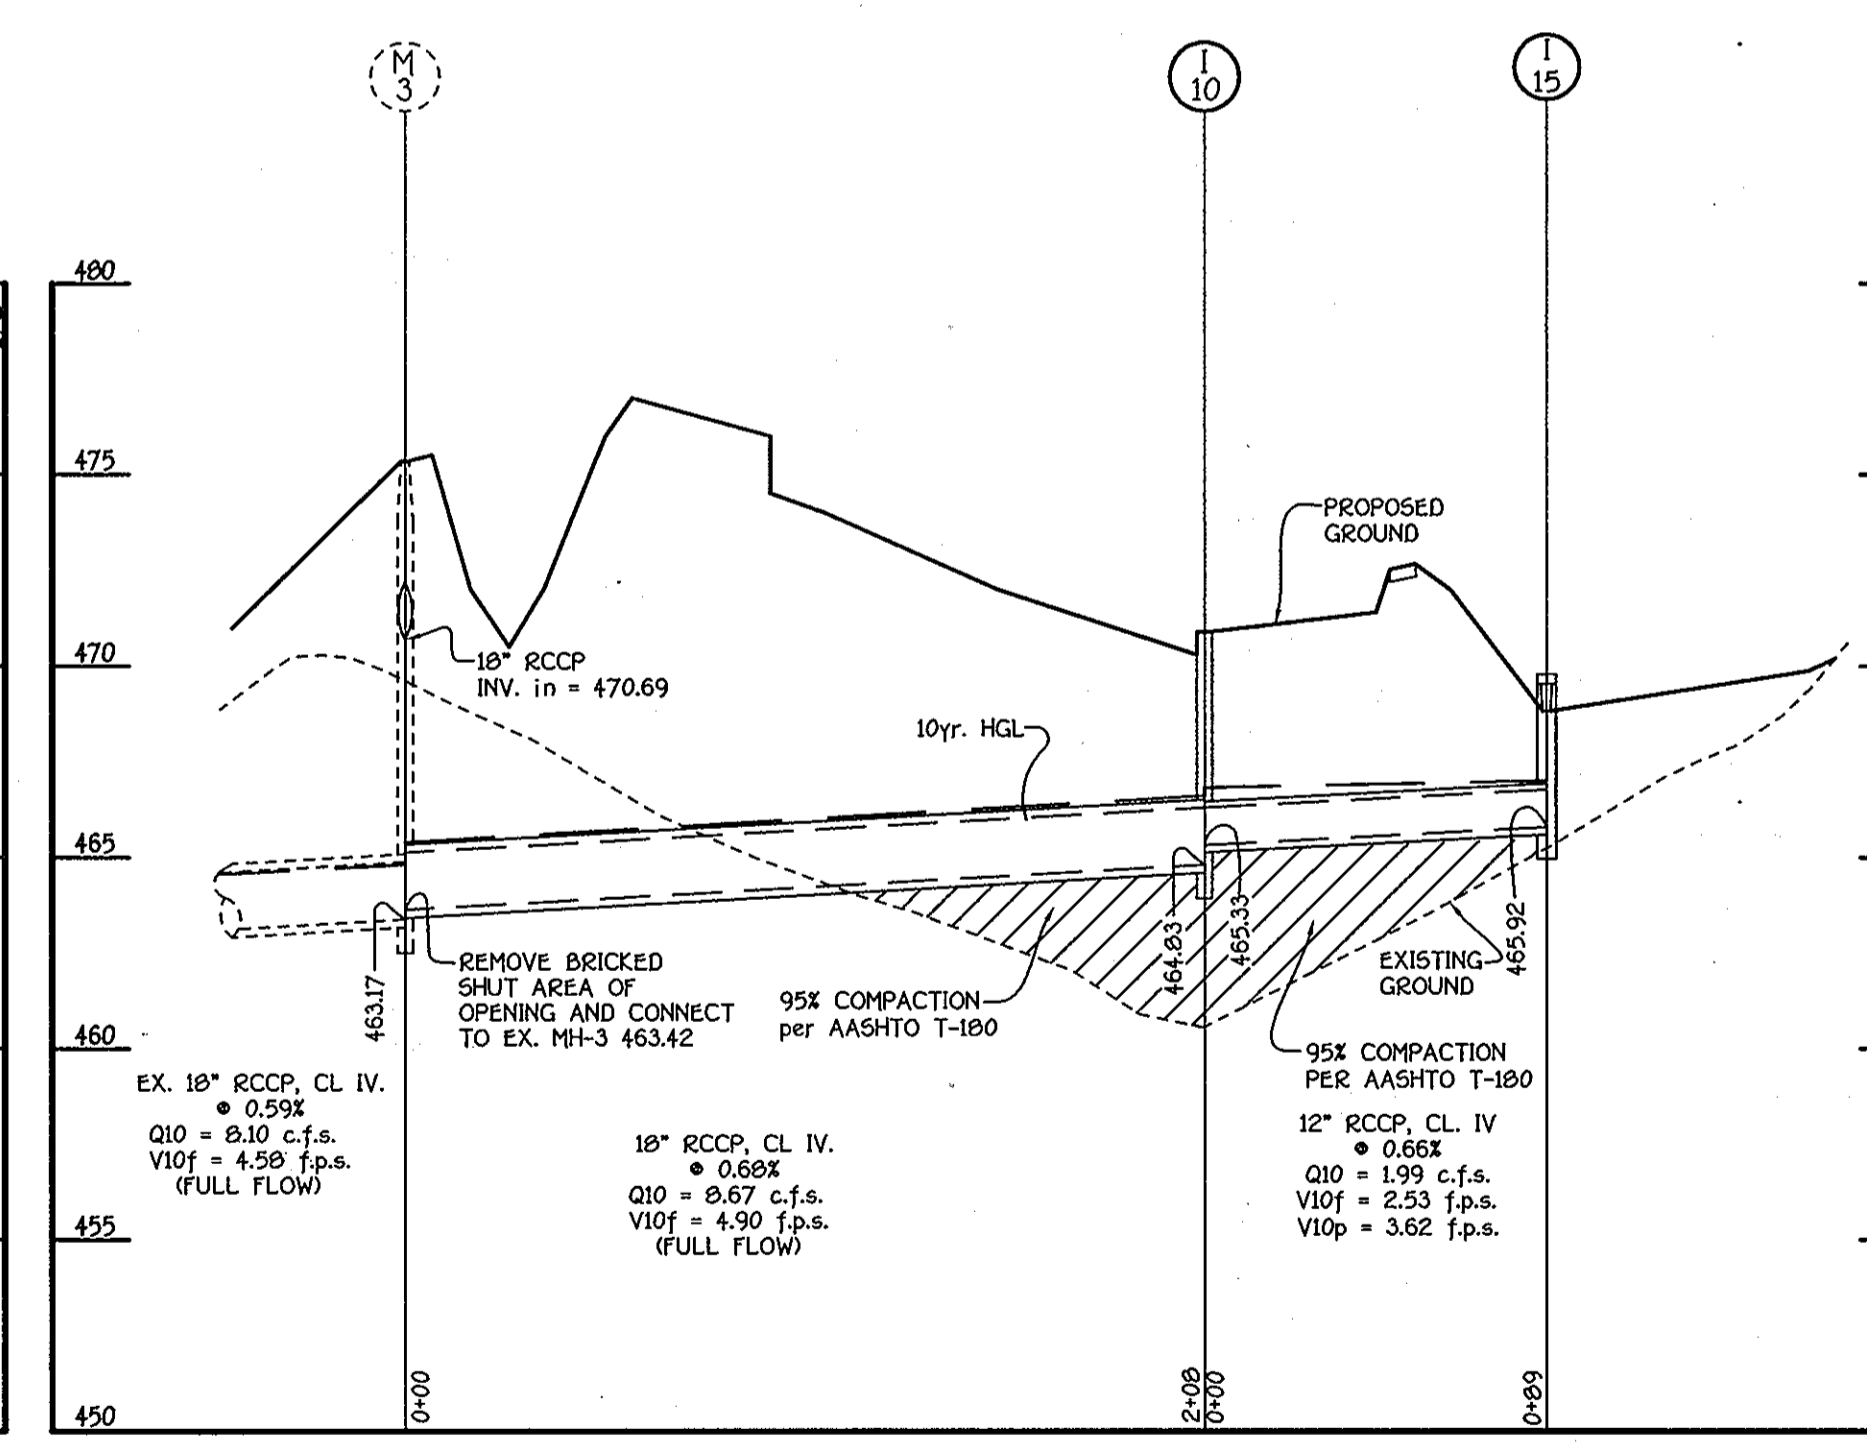 M
3
I
10
I
15
480
475
470
465
460
455
450
PROPOSED
GROUND
18" RCCP
INV. in = 470.69
10yr. HGL
463.17
REMOVE BRICKED
SHUT AREA OF
OPENING AND CONNECT
TO EX. MH-3 463.42
95% COMPACTION
per AASHTO T-180
464.83
465.33
EXISTING
GROUND
465.92
95% COMPACTION
PER AASHTO T-180
EX. 18" RCCP, CL IV.
@ 0.59%
Q10 = 8.10 c.f.s.
V10f = 4.58 f.p.s.
(FULL FLOW)
18" RCCP, CL IV.
@ 0.68%
Q10 = 8.67 c.f.s.
V10f = 4.90 f.p.s.
(FULL FLOW)
12" RCCP, CL. IV
@ 0.66%
Q10 = 1.99 c.f.s.
V10f = 2.53 f.p.s.
V10p = 3.62 f.p.s.
0+00
2+08
0+00
0+89